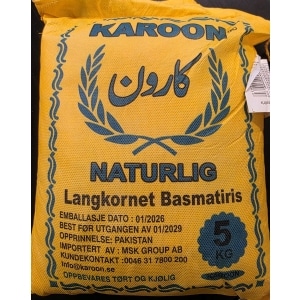 KAROON
کارون
NATURLIG
Langkornet Basmatiris
EMBALLASJE DATO : 01/2026
BEST FØR UTGANGEN AV 01/2029
OPPRINNELSE: PAKISTAN
IMPORTERT AV : MSK GROUP AB
KUNDEKONTAKT :0046 31 7800 200
info@karoon.se
5
KG
OPPBEVARES TØRT OG KJØLIG